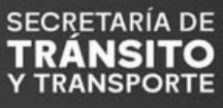 SECRETARÍA DE
TRÁNSITO
Y TRANSPORTE